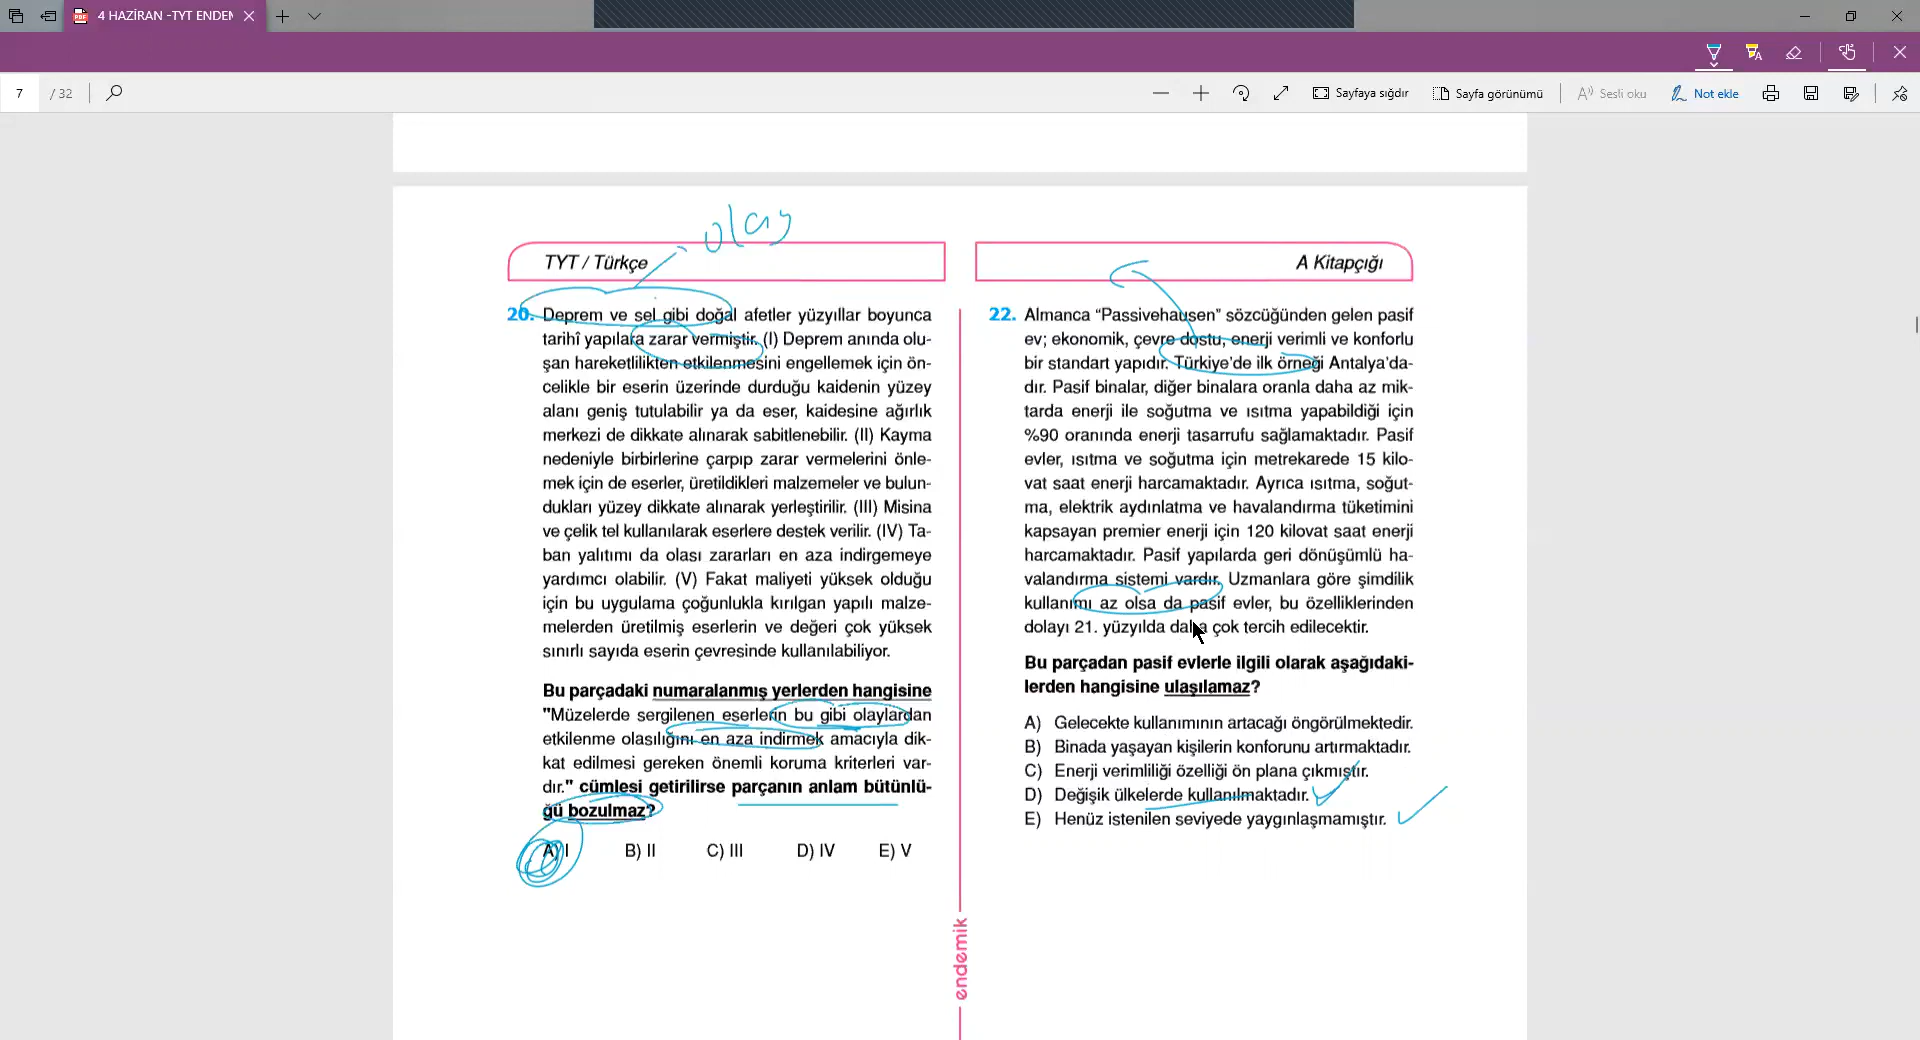 4 HAZİRAN -TYT ENDEM
7 / 32
Sayfaya sığdır
Sayfa görünümü
Sesli oku
Not ekle
olay
TYT / Türkçe
20. Deprem ve sel gibi doğal afetler yüzyıllar boyunca
tarihî yapılara zarar vermiştir. (I) Deprem anında olu-
şan hareketlilikten etkilenmesini engellemek için ön-
celikle bir eserin üzerinde durduğu kaidenin yüzey
alanı geniş tutulabilir ya da eser, kaidesine ağırlık
merkezi de dikkate alınarak sabitlenebilir. (II) Kayma
nedeniyle birbirlerine çarpıp zarar vermelerini önle-
mek için de eserler, üretildikleri malzemeler ve bulun-
dukları yüzey dikkate alınarak yerleştirilir. (III) Misina
ve çelik tel kullanılarak eserlere destek verilir. (IV) Ta-
ban yalıtımı da olası zararları en aza indirgemeye
yardımcı olabilir. (V) Fakat maliyeti yüksek olduğu
için bu uygulama çoğunlukla kırılgan yapılı malze-
melerden üretilmiş eserlerin ve değeri çok yüksek
sınırlı sayıda eserin çevresinde kullanılabiliyor.
Bu parçadaki numaralanmış yerlerden hangisine
"Müzelerde sergilenen eserlerin bu gibi olaylardan
etkilenme olasılığını en aza indirmek amacıyla dik-
kat edilmesi gereken önemli koruma kriterleri var-
dır." cümlesi getirilirse parçanın anlam bütünlü-
ğü bozulmaz?
A) I B) II C) III D) IV E) V
endemik
A Kitapçığı
22. Almanca “Passivehausen” sözcüğünden gelen pasif
ev; ekonomik, çevre dostu, enerji verimli ve konforlu
bir standart yapıdır. Türkiye’de ilk örneği Antalya’da-
dır. Pasif binalar, diğer binalara oranla daha az mik-
tarda enerji ile soğutma ve ısıtma yapabildiği için
%90 oranında enerji tasarrufu sağlamaktadır. Pasif
evler, ısıtma ve soğutma için metrekarede 15 kilo-
vat saat enerji harcamaktadır. Ayrıca ısıtma, soğut-
ma, elektrik aydınlatma ve havalandırma tüketimini
kapsayan premier enerji için 120 kilovat saat enerji
harcamaktadır. Pasif yapılarda geri dönüşümlü ha-
valandırma sistemi vardır. Uzmanlara göre şimdilik
kullanımı az olsa da pasif evler, bu özelliklerinden
dolayı 21. yüzyılda daha çok tercih edilecektir.
Bu parçadan pasif evlerle ilgili olarak aşağıdaki-
lerden hangisine ulaşılamaz?
A) Gelecekte kullanımının artacağı öngörülmektedir.
B) Binada yaşayan kişilerin konforunu artırmaktadır.
C) Enerji verimliliği özelliği ön plana çıkmıştır.
D) Değişik ülkelerde kullanılmaktadır.
E) Henüz istenilen seviyede yaygınlaşmamıştır.